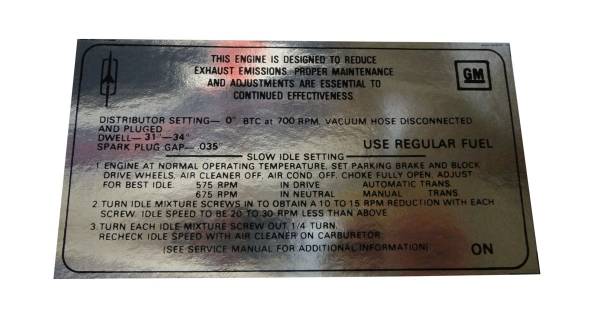 THIS ENGINE IS DESIGNED TO REDUCE
EXHAUST EMISSIONS. PROPER MAINTENANCE
AND ADJUSTMENTS ARE ESSENTIAL TO
CONTINUED EFFECTIVENESS
GM
DISTRIBUTOR SETTING— 0° BTC at 700 RPM. VACUUM HOSE DISCONNECTED
AND PLUGGED
DWELL— 31°—34°
SPARK PLUG GAP— .035"
USE REGULAR FUEL
SLOW IDLE SETTING
1. ENGINE AT NORMAL OPERATING TEMPERATURE, SET PARKING BRAKE AND BLOCK
DRIVE WHEELS, AIR CLEANER OFF, AIR COND. OFF. CHOKE FULLY OPEN, ADJUST
FOR BEST IDLE. 575 RPM IN DRIVE AUTOMATIC TRANS.
675 RPM IN NEUTRAL MANUAL TRANS
2. TURN IDLE MIXTURE SCREWS IN TO OBTAIN A 10 TO 15 RPM REDUCTION WITH EACH
SCREW. IDLE SPEED TO BE 20 TO 30 RPM LESS THAN ABOVE
3. TURN EACH IDLE MIXTURE SCREW OUT 1/4 TURN.
RECHECK IDLE SPEED WITH AIR CLEANER ON CARBURETOR.
(SEE SERVICE MANUAL FOR ADDITIONAL INFORMATION)
ON